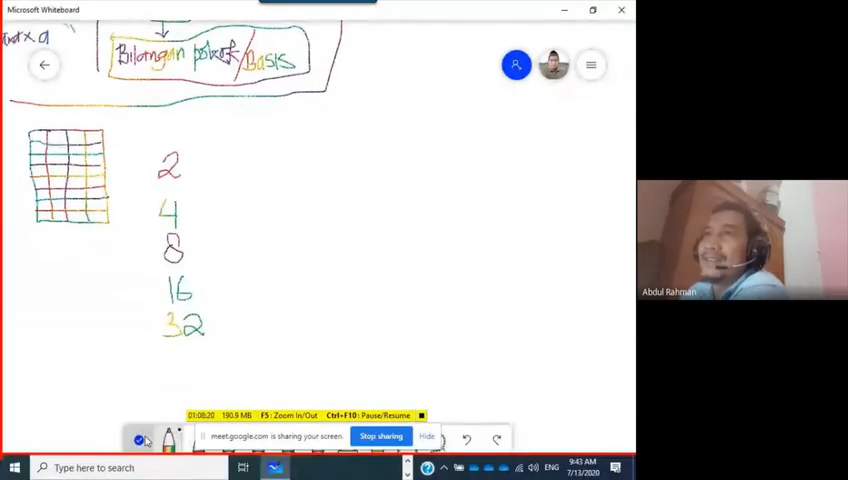 Microsoft Whiteboard
Bilangan pokok/Basis
2
4
8
16
32
Abdul Rahman
01:08:20 190.9 MB F5: Zoom In/Out Ctrl+F10: Pause/Resume
meet.google.com is sharing your screen. Stop sharing Hide
Type here to search
ENG
9:43 AM
7/13/2020